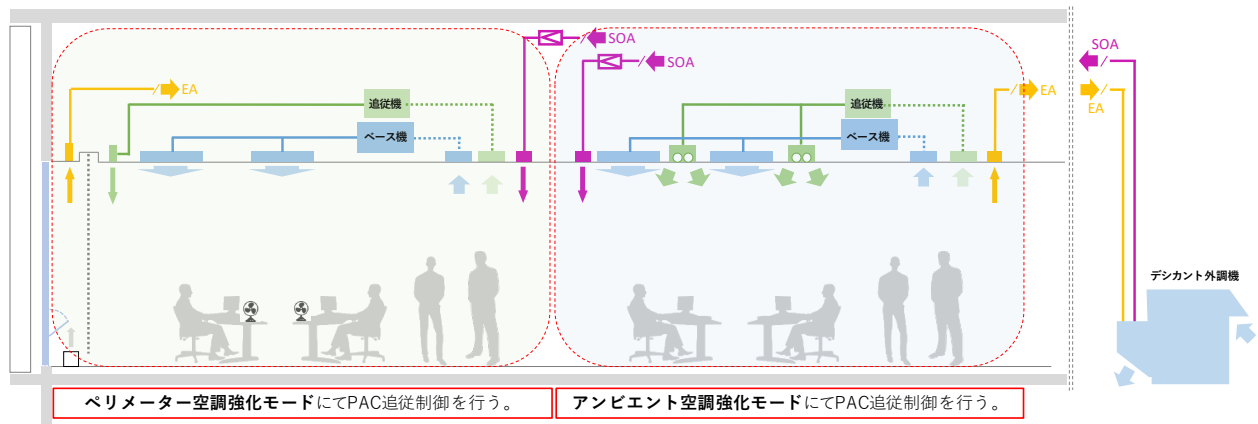 SOA
SOA
SOA
EA
追従機
追従機
EA
EA
ベース機
ベース機
デシカント外調機
ペリメーター空調強化モードにてPAC追従制御を行う。
アンビエント空調強化モードにてPAC追従制御を行う。